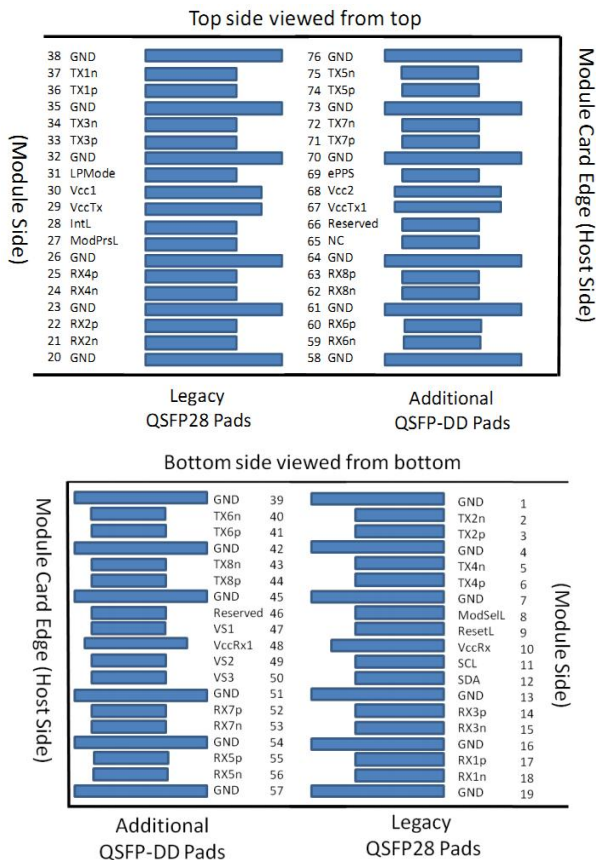 Top side viewed from top
38 GND 76 GND
37 TX1n 75 TX5n
36 TX1p 74 TX5p
35 GND 73 GND
34 TX3n 72 TX7n
33 TX3p 71 TX7p
32 GND 70 GND
31 LPMode 69 ePPS
30 Vcc1 68 Vcc2
29 VccTx 67 VccTx1
28 IntL 66 Reserved
27 ModPrsL 65 NC
26 GND 64 GND
25 RX4p 63 RX8p
24 RX4n 62 RX8n
23 GND 61 GND
22 RX2p 60 RX6p
21 RX2n 59 RX6n
20 GND 58 GND
(Module Side)
Module Card Edge (Host Side)
Legacy
QSFP28 Pads
Additional
QSFP-DD Pads
Bottom side viewed from bottom
GND 39 GND 1
TX6n 40 TX2n 2
TX6p 41 TX2p 3
GND 42 GND 4
TX8n 43 TX4n 5
TX8p 44 TX4p 6
GND 45 GND 7
Reserved 46 ModSelL 8
VS1 47 ResetL 9
VccRx1 48 VccRx 10
VS2 49 SCL 11
VS3 50 SDA 12
GND 51 GND 13
RX7p 52 RX3p 14
RX7n 53 RX3n 15
GND 54 GND 16
RX5p 55 RX1p 17
RX5n 56 RX1n 18
GND 57 GND 19
Module Card Edge (Host Side)
(Module Side)
Additional
QSFP-DD Pads
Legacy
QSFP28 Pads